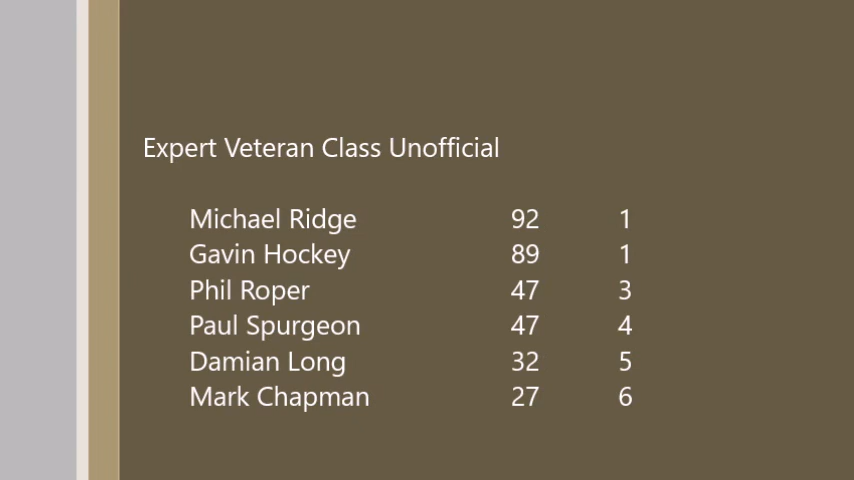 Expert Veteran Class Unofficial
Michael Ridge 92 1
Gavin Hockey 89 1
Phil Roper 47 3
Paul Spurgeon 47 4
Damian Long 32 5
Mark Chapman 27 6